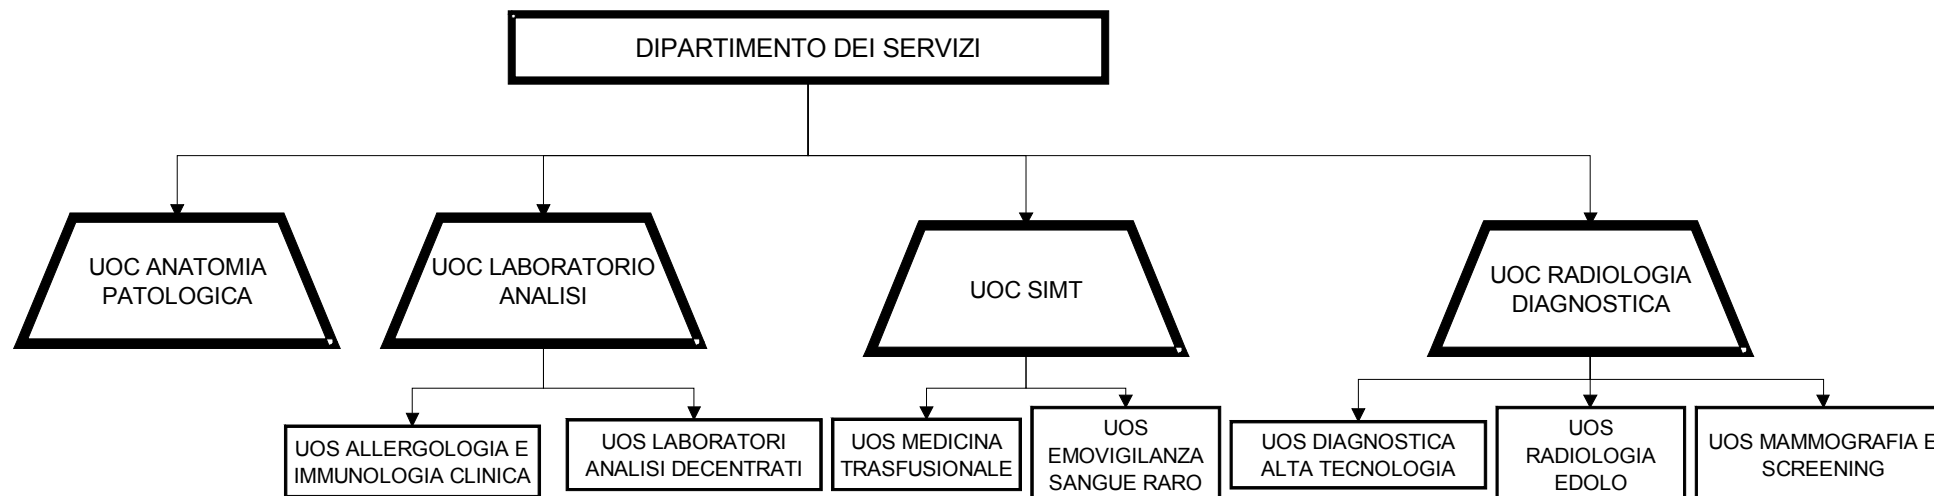 DIPARTIMENTO DEI SERVIZI
UOC ANATOMIA
PATOLOGICA
UOC LABORATORIO
ANALISI
UOC SIMT
UOC RADIOLOGIA
DIAGNOSTICA
UOS ALLERGOLOGIA E
IMMUNOLOGIA CLINICA
UOS LABORATORI
ANALISI DECENTRATI
UOS MEDICINA
TRASFUSIONALE
UOS
EMOVIGILANZA
SANGUE RARO
UOS DIAGNOSTICA
ALTA TECNOLOGIA
UOS
RADIOLOGIA
EDOLO
UOS MAMMOGRAFIA E
SCREENING